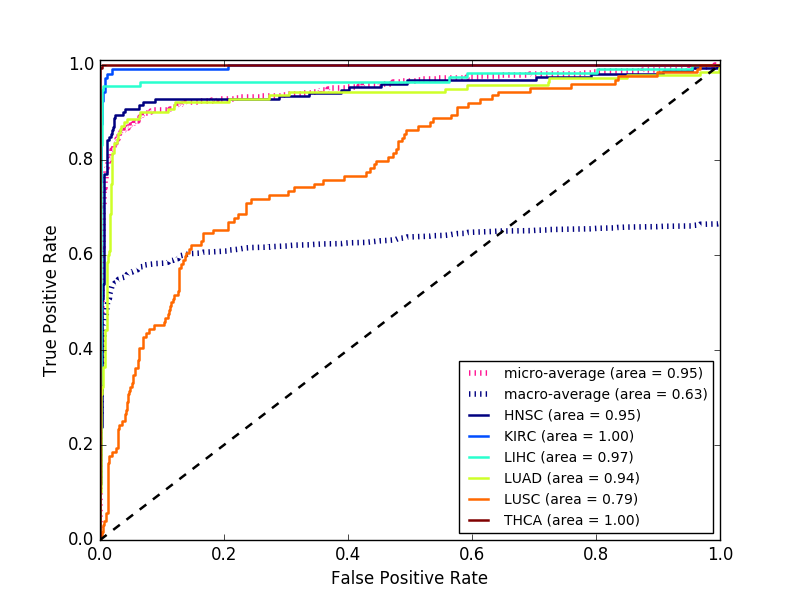 1.0
0.8
0.6
0.4
0.2
0.0
True Positive Rate
micro-average (area = 0.95)
macro-average (area = 0.63)
HNSC (area = 0.95)
KIRC (area = 1.00)
LIHC (area = 0.97)
LUAD (area = 0.94)
LUSC (area = 0.79)
THCA (area = 1.00)
0.0 0.2 0.4 0.6 0.8 1.0
False Positive Rate